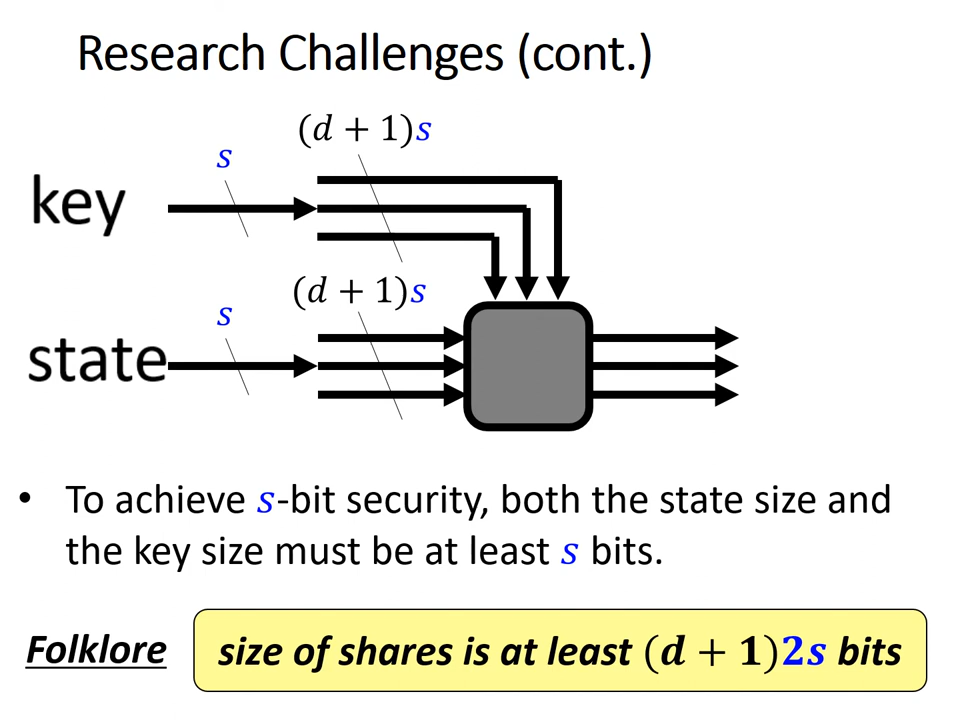 Research Challenges (cont.)
(d + 1)s
s
key
(d + 1)s
s
state
• To achieve s-bit security, both the state size and
the key size must be at least s bits.
Folklore size of shares is at least (d + 1)2s bits